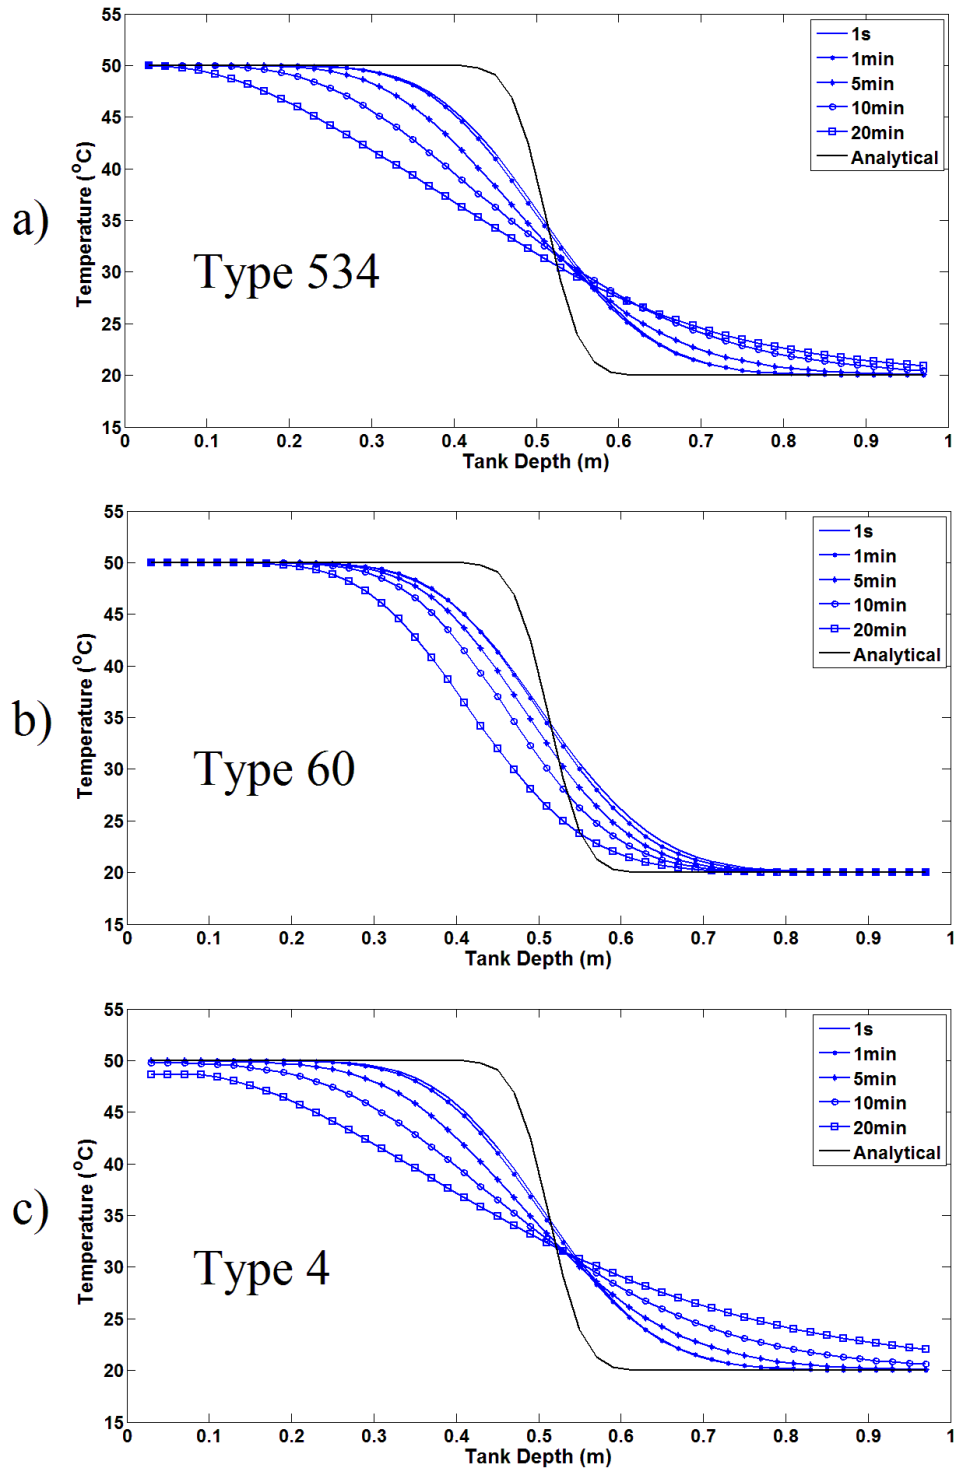 a)
Temperature (°C)
55
50
45
40
35
30
25
20
15
0 0.1 0.2 0.3 0.4 0.5 0.6 0.7 0.8 0.9 1
Tank Depth (m)
Type 534
1s
1min
5min
10min
20min
Analytical
b)
Temperature (°C)
55
50
45
40
35
30
25
20
15
0 0.1 0.2 0.3 0.4 0.5 0.6 0.7 0.8 0.9 1
Tank Depth (m)
Type 60
1s
1min
5min
10min
20min
Analytical
c)
Temperature (°C)
55
50
45
40
35
30
25
20
15
0 0.1 0.2 0.3 0.4 0.5 0.6 0.7 0.8 0.9 1
Tank Depth (m)
Type 4
1s
1min
5min
10min
20min
Analytical